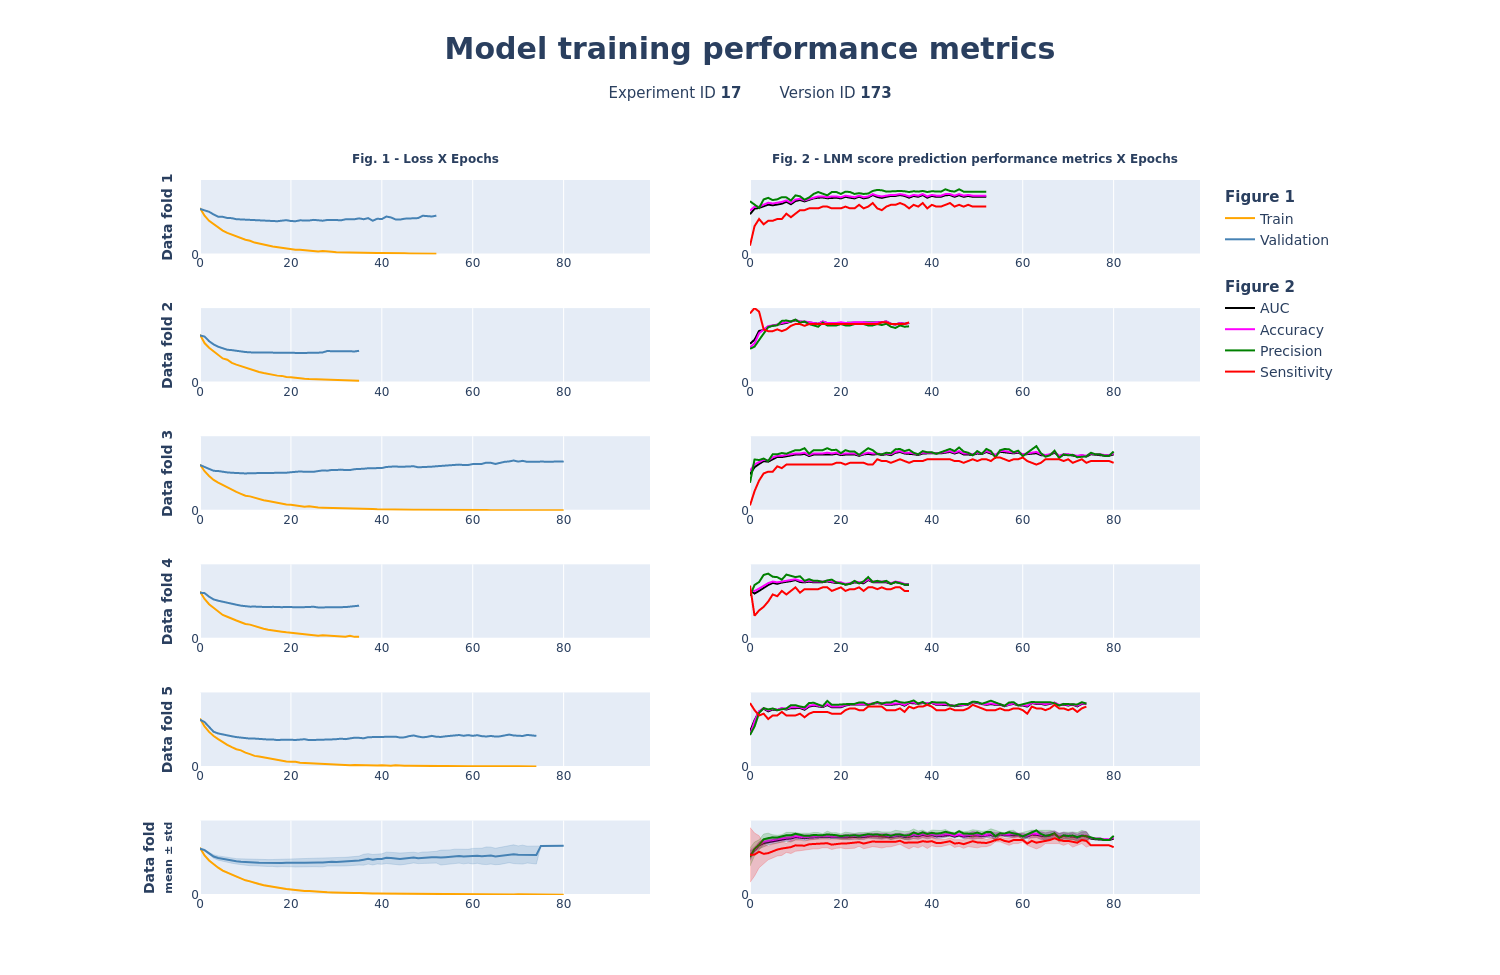 Model training performance metrics
Experiment ID 17 Version ID 173
Fig. 1 - Loss X Epochs
Fig. 2 - LNM score prediction performance metrics X Epochs
Data fold 1
0
0 20 40 60 80
0
0 20 40 60 80
Figure 1
Train
Validation
Figure 2
AUC
Accuracy
Precision
Sensitivity
Data fold 2
0
0 20 40 60 80
0
0 20 40 60 80
Data fold 3
0
0 20 40 60 80
0
0 20 40 60 80
Data fold 4
0
0 20 40 60 80
0
0 20 40 60 80
Data fold 5
0
0 20 40 60 80
0
0 20 40 60 80
Data fold
mean ± std
0
0 20 40 60 80
0
0 20 40 60 80